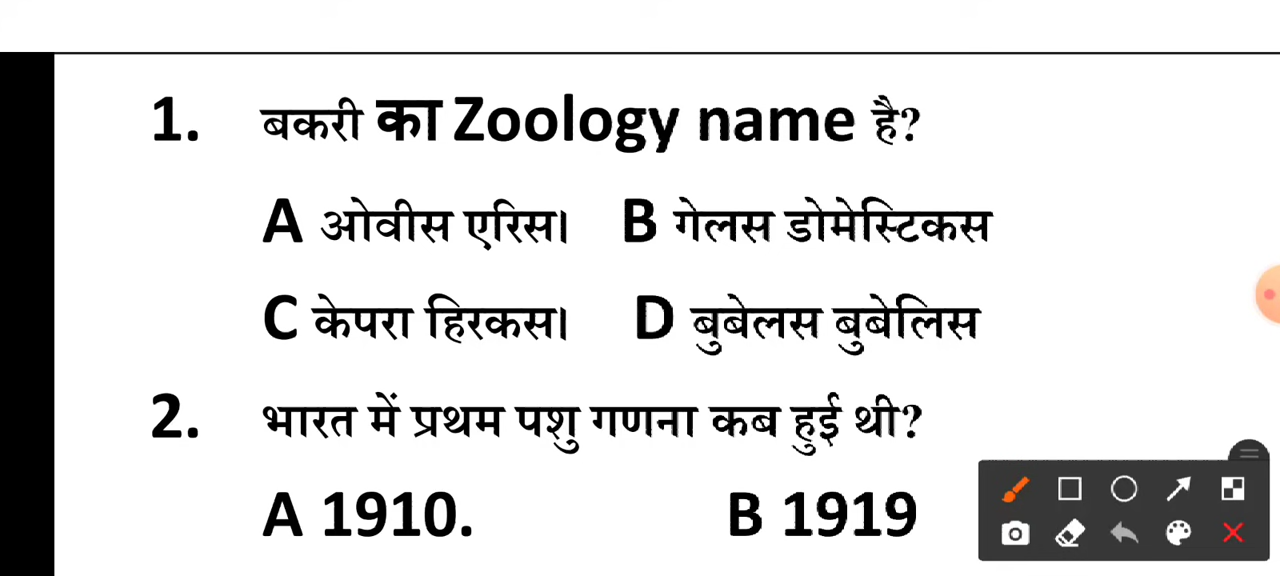 1. बकरी का Zoology name है?
A ओवीस एरिस। B गेलस डोमेस्टिकस
C केपरा हिरकस। D बुबेलस बुबेलिस
2. भारत में प्रथम पशु गणना कब हुई थी?
A 1910. B 1919